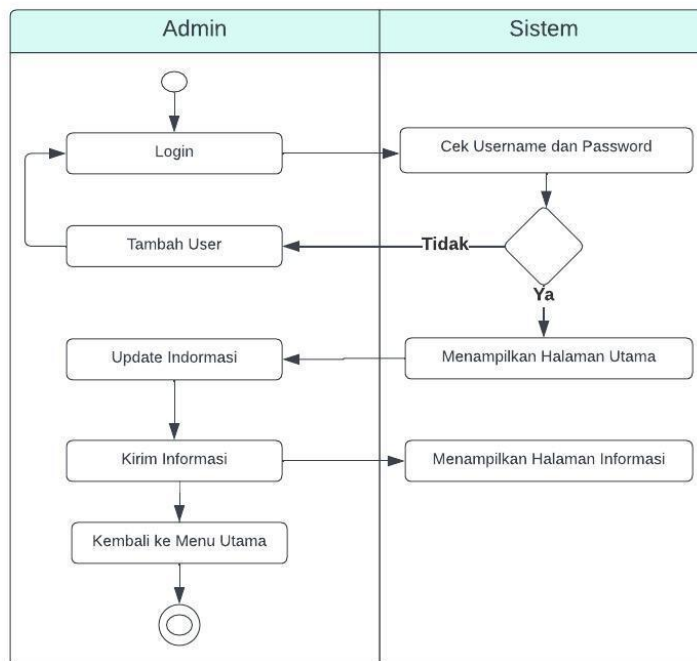 Admin
Sistem
Login
Cek Username dan Password
Tambah User
Tidak
Ya
Update Indormasi
Menampilkan Halaman Utama
Kirim Informasi
Menampilkan Halaman Informasi
Kembali ke Menu Utama